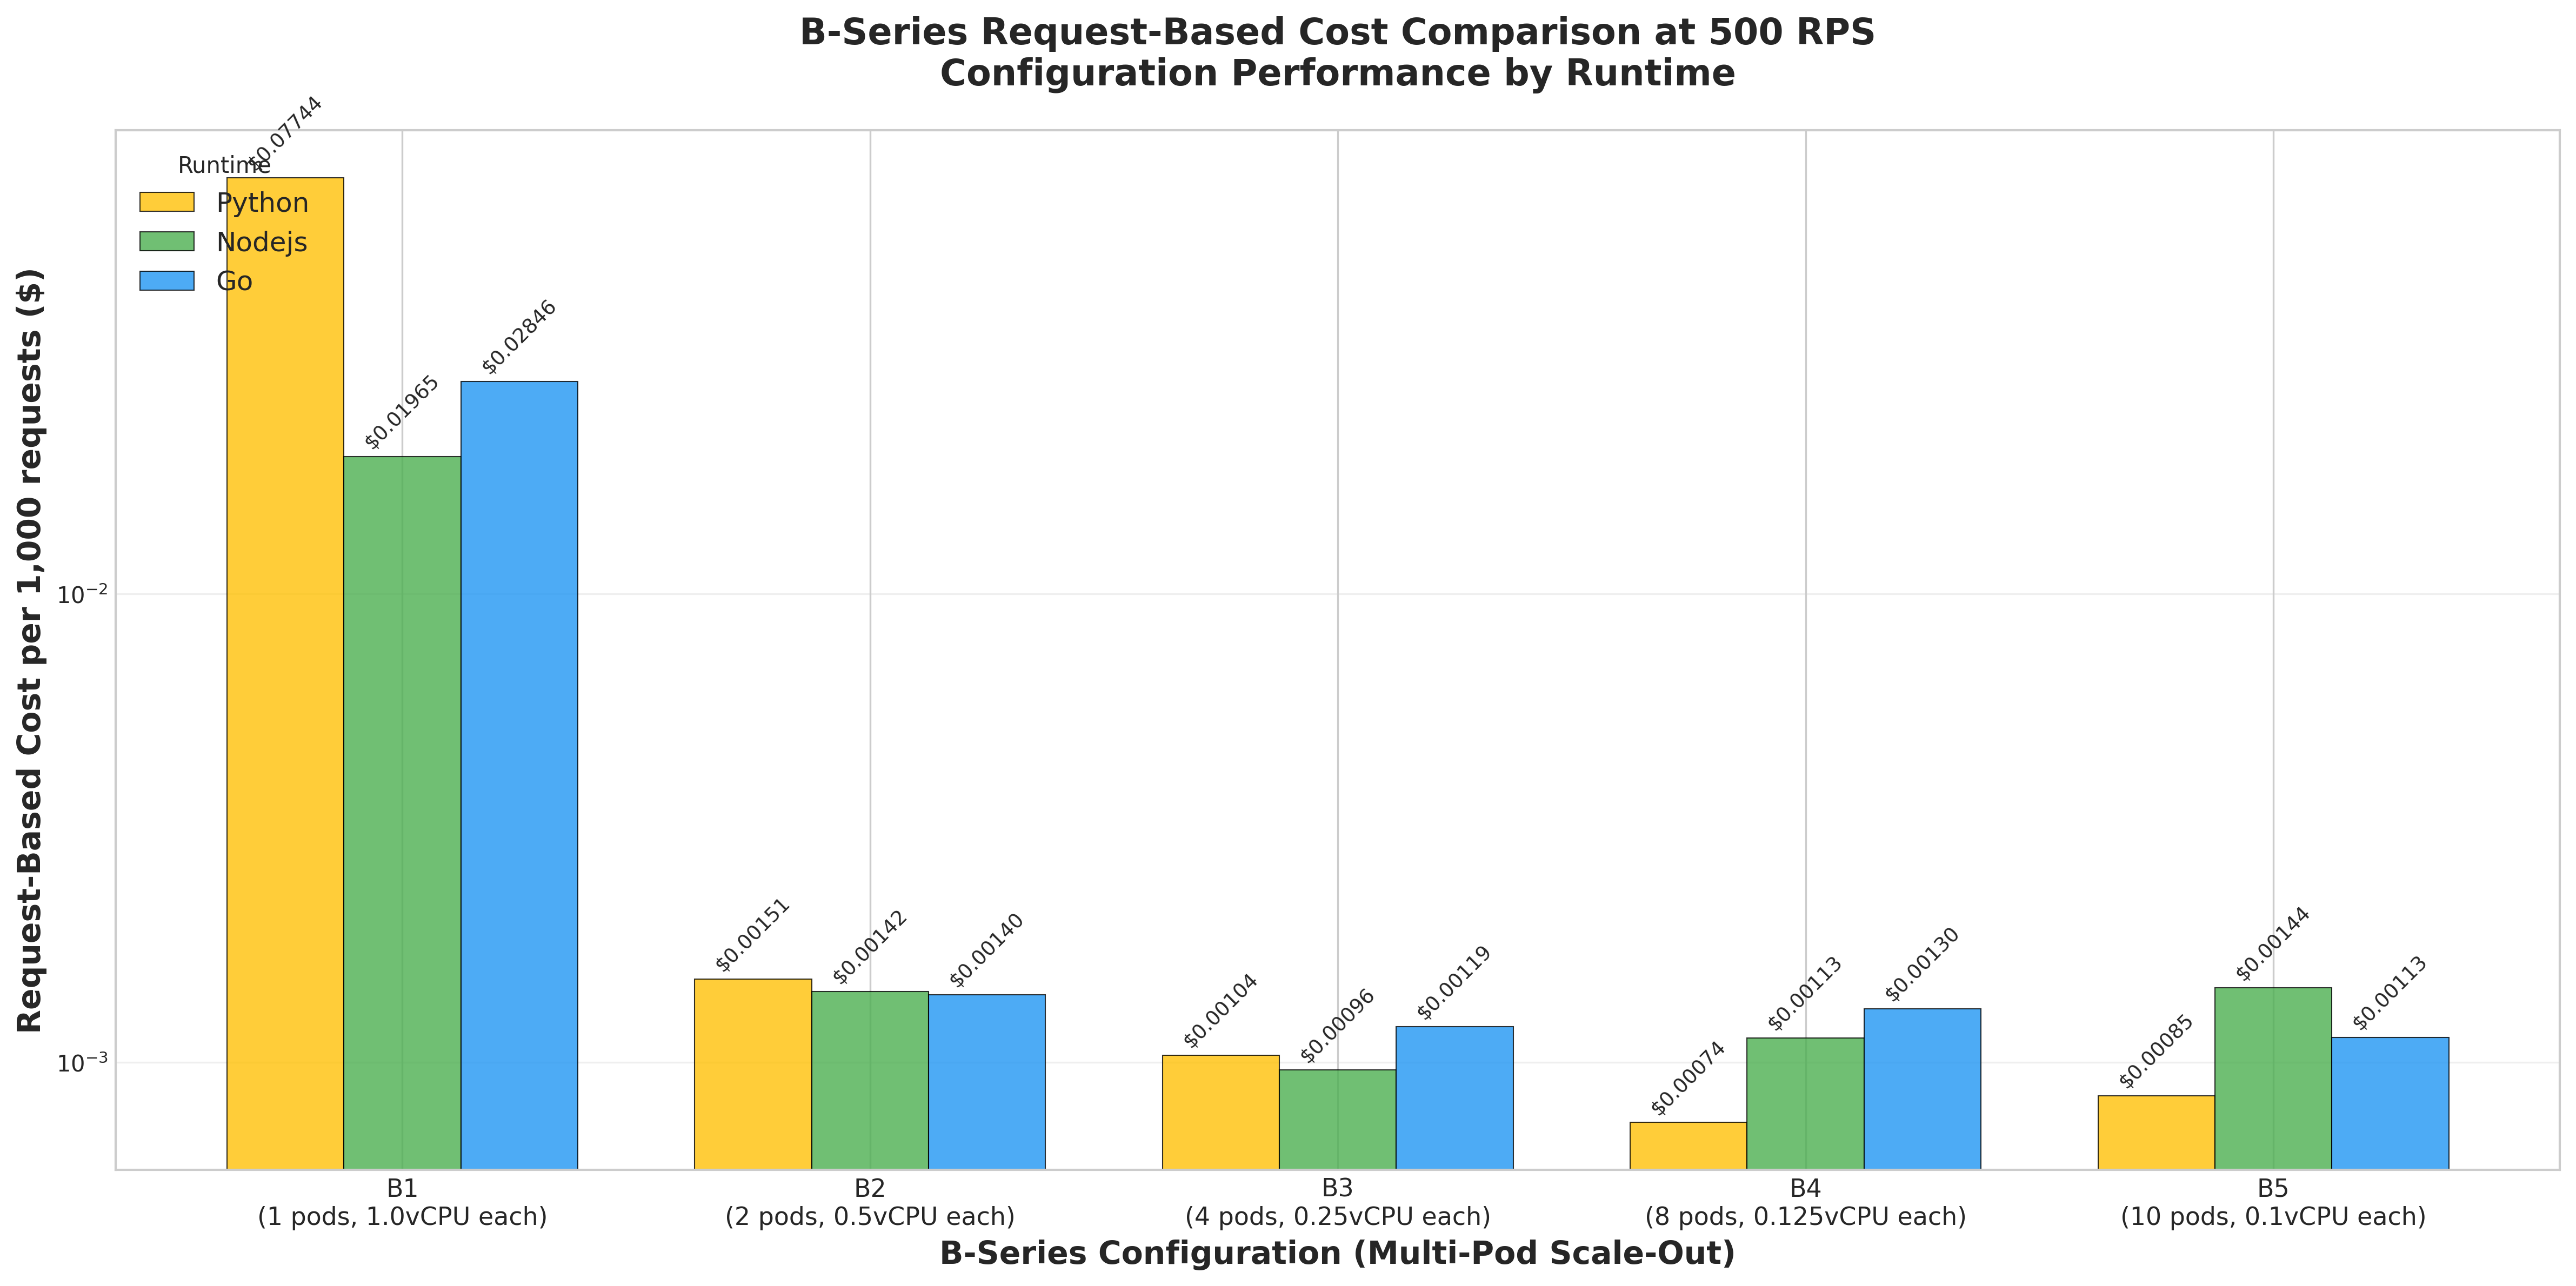 B-Series Request-Based Cost Comparison at 500 RPS
Configuration Performance by Runtime
Request-Based Cost per 1,000 requests ($)
10⁻²
10⁻³
Runtime
Python
Nodejs
Go
$0.07744
$0.01965
$0.02846
$0.00151
$0.00142
$0.00140
$0.00104
$0.00096
$0.00119
$0.00074
$0.00113
$0.00130
$0.00085
$0.00144
$0.00113
B1
(1 pods, 1.0vCPU each)
B2
(2 pods, 0.5vCPU each)
B3
(4 pods, 0.25vCPU each)
B4
(8 pods, 0.125vCPU each)
B5
(10 pods, 0.1vCPU each)
B-Series Configuration (Multi-Pod Scale-Out)